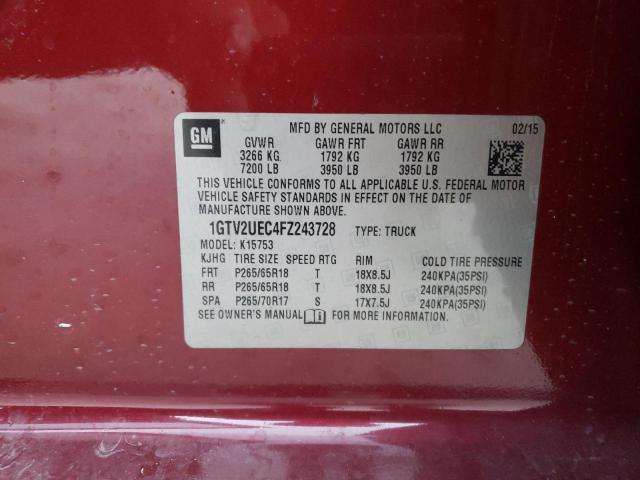 GM
MFD BY GENERAL MOTORS LLC 02/15
GVWR GAWR FRT GAWR RR
3266 KG. 1792 KG 1792 KG
7200 LB 3950 LB 3950 LB
THIS VEHICLE CONFORMS TO ALL APPLICABLE U.S. FEDERAL MOTOR
VEHICLE SAFETY STANDARDS IN EFFECT ON THE DATE OF
MANUFACTURE SHOWN ABOVE.
1GTV2UEC4FZ243728 TYPE: TRUCK
MODEL: K15753
KJHG TIRE SIZE SPEED RTG RIM COLD TIRE PRESSURE
FRT P265/65R18 T 18X8.5J 240KPA(35PSI)
RR P265/65R18 T 18X8.5J 240KPA(35PSI)
SPA P265/70R17 S 17X7.5J 240KPA(35PSI)
SEE OWNER'S MANUAL FOR MORE INFORMATION.